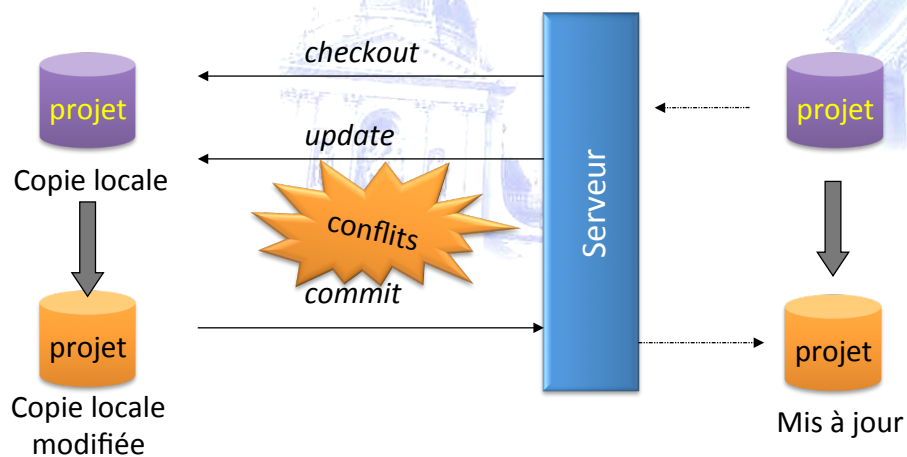 checkout
projet
projet
update
Copie locale
conflits
Serveur
commit
projet
projet
Copie locale
modifiée
Mis à jour